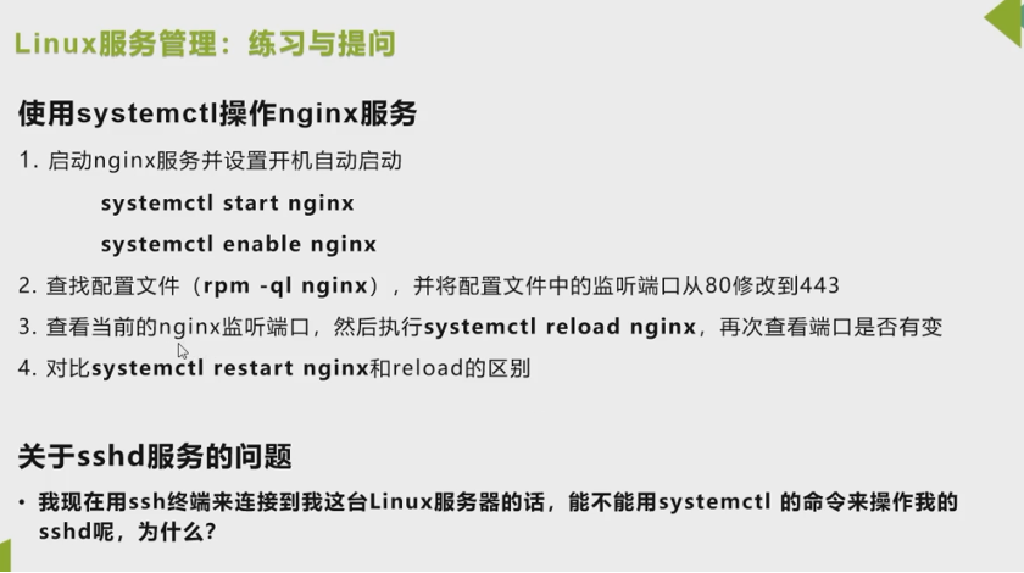 Linux服务管理：练习与提问
使用systemctl操作nginx服务
1. 启动nginx服务并设置开机自动启动
systemctl start nginx
systemctl enable nginx
2. 查找配置文件（rpm -ql nginx），并将配置文件中的监听端口从80修改到443
3. 查看当前的nginx监听端口，然后执行systemctl reload nginx，再次查看端口是否有变
4. 对比systemctl restart nginx和reload的区别
关于sshd服务的问题
• 我现在用ssh终端来连接到我这台Linux服务器的话，能不能用systemctl 的命令来操作我的
sshd呢，为什么？